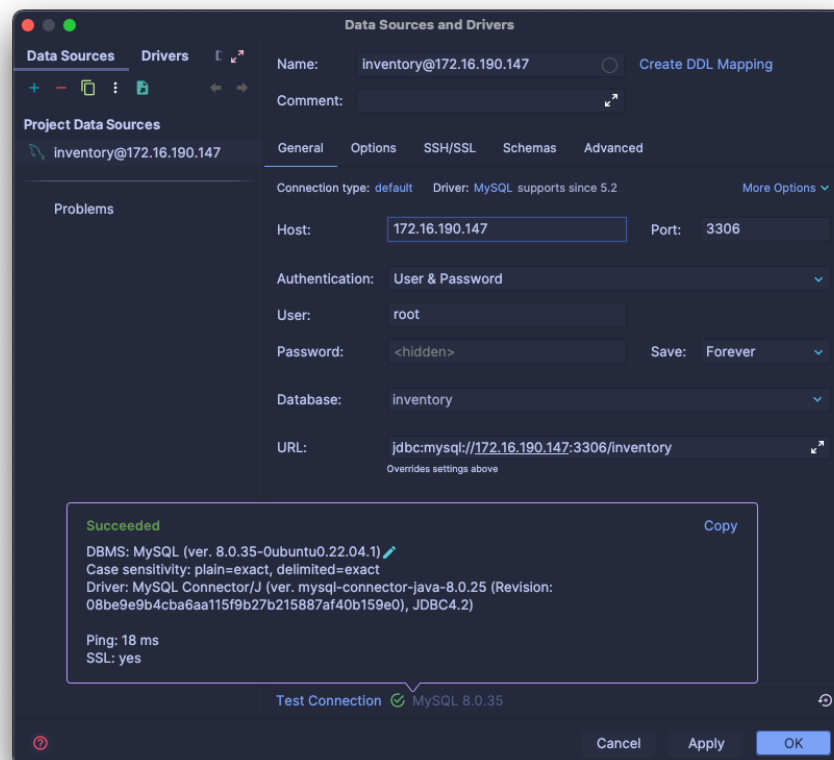 Data Sources and Drivers
Data Sources Drivers
Name: inventory@172.16.190.147 Create DDL Mapping
Comment:
Project Data Sources
inventory@172.16.190.147
Problems
General Options SSH/SSL Schemas Advanced
Connection type: default Driver: MySQL supports since 5.2 More Options
Host: 172.16.190.147 Port: 3306
Authentication: User & Password
User: root
Password: <hidden> Save: Forever
Database: inventory
URL: jdbc:mysql://172.16.190.147:3306/inventory
Overrides settings above
Succeeded Copy
DBMS: MySQL (ver. 8.0.35-0ubuntu0.22.04.1)
Case sensitivity: plain=exact, delimited=exact
Driver: MySQL Connector/J (ver. mysql-connector-java-8.0.25 (Revision:
08be9e9b4cba6aa115f9b27b215887af40b159e0), JDBC4.2)
Ping: 18 ms
SSL: yes
Test Connection MySQL 8.0.35
? Cancel Apply OK